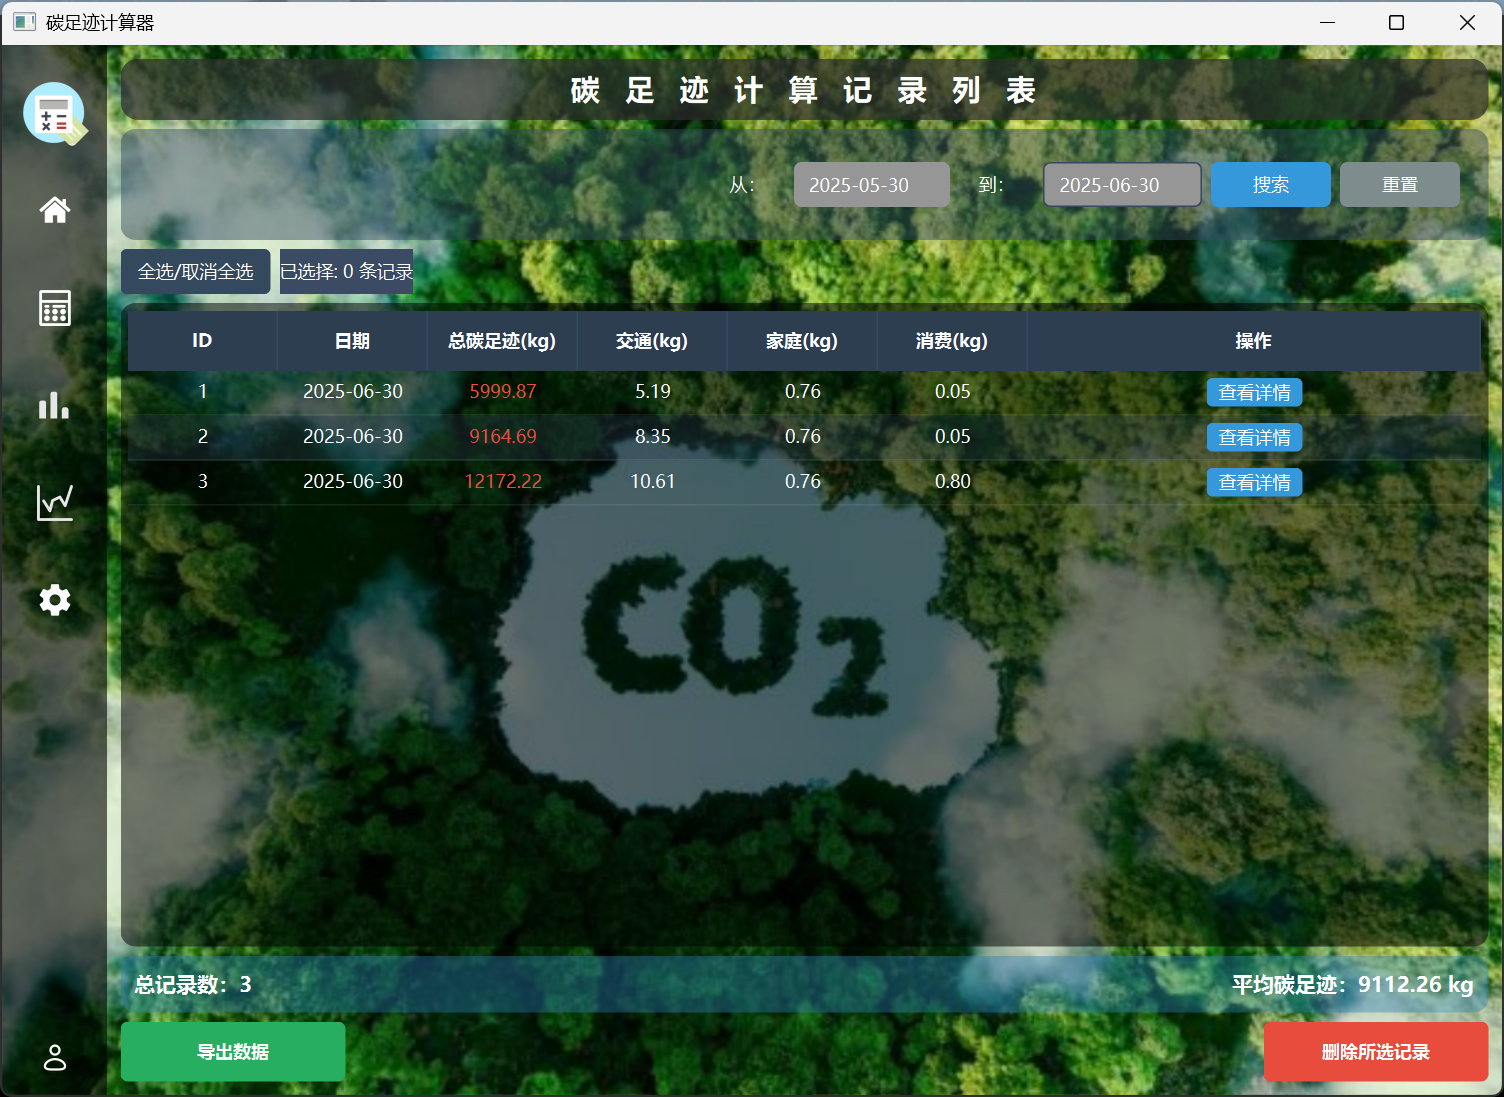 碳足迹计算器
碳足迹计算记录列表
从: 2025-05-30 到: 2025-06-30 搜索 重置
全选/取消全选 已选择: 0 条记录
ID 日期 总碳足迹(kg) 交通(kg) 家庭(kg) 消费(kg) 操作
1 2025-06-30 5999.87 5.19 0.76 0.05 查看详情
2 2025-06-30 9164.69 8.35 0.76 0.05 查看详情
3 2025-06-30 12172.22 10.61 0.76 0.80 查看详情
CO2
总记录数：3 平均碳足迹：9112.26 kg
导出数据 删除所选记录